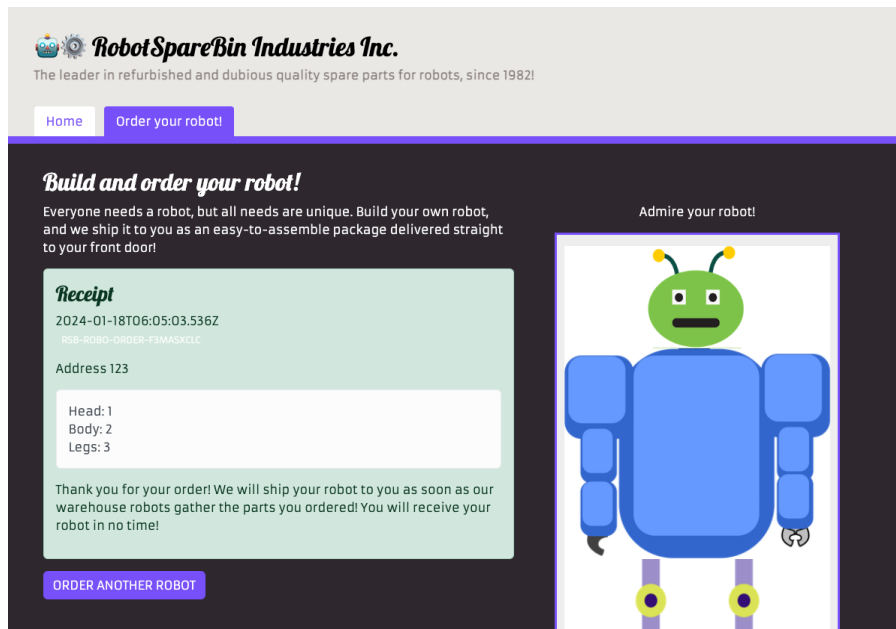 RobotSpareBin Industries Inc.
The leader in refurbished and dubious quality spare parts for robots, since 1982!
Home
Order your robot!
Build and order your robot!
Everyone needs a robot, but all needs are unique. Build your own robot,
and we ship it to you as an easy-to-assemble package delivered straight
to your front door!
Receipt
2024-01-18T06:05:03.536Z
RSB-ROBO-ORDER-F3MASXCLC
Address 123
Head: 1
Body: 2
Legs: 3
Thank you for your order! We will ship your robot to you as soon as our
warehouse robots gather the parts you ordered! You will receive your
robot in no time!
ORDER ANOTHER ROBOT
Admire your robot!